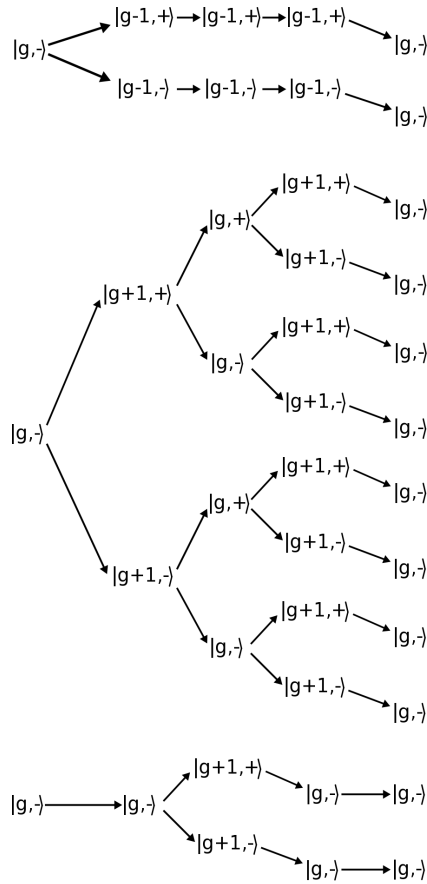 |g-1,+⟩ |g-1,+⟩ |g-1,+⟩
|g,-⟩ |g,-⟩
|g-1,-⟩ |g-1,-⟩ |g-1,-⟩
|g,-⟩
|g+1,+⟩
|g,+⟩ |g,-⟩
|g+1,-⟩
|g,-⟩
|g+1,+⟩
|g+1,+⟩
|g,-⟩ |g,-⟩
|g+1,-⟩
|g,-⟩ |g,-⟩
|g+1,+⟩
|g,+⟩ |g,-⟩
|g+1,-⟩
|g+1,-⟩ |g,-⟩
|g+1,+⟩
|g,-⟩ |g,-⟩
|g+1,-⟩
|g,-⟩
|g+1,+⟩
|g,-⟩ |g,-⟩ |g,-⟩ |g,-⟩
|g+1,-⟩
|g,-⟩ |g,-⟩